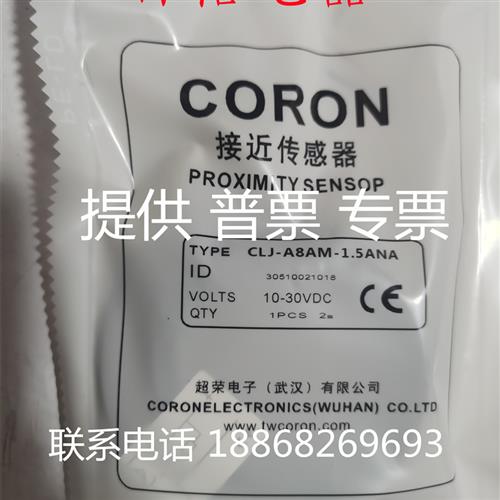 CORON
接近传感器
PROXIMITY SENSOP
提供 普票 专票
TYPE CLJ-A8AM-1.5ANA
ID 30510021018
VOLTS 10-30VDC
QTY 1PCS 2m
CE
超荣电子（武汉）有限公司
CORONELECTRONICS(WUHAN) CO.LTD
www.twcoron.com
联系电话 18868269693